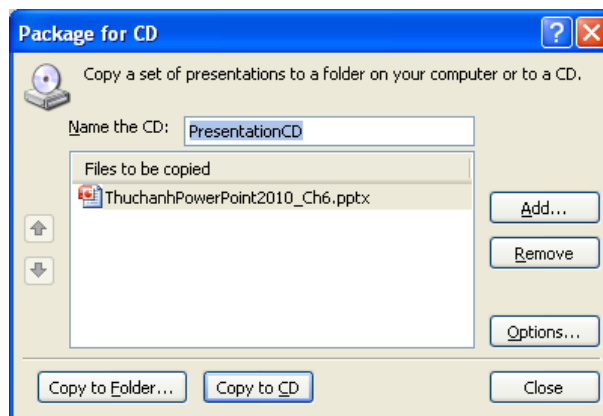 Package for CD
Copy a set of presentations to a folder on your computer or to a CD.
Name the CD: PresentationCD
Files to be copied
ThuchanhPowerPoint2010_Ch6.pptx
Add...
Remove
Options...
Copy to Folder... Copy to CD Close